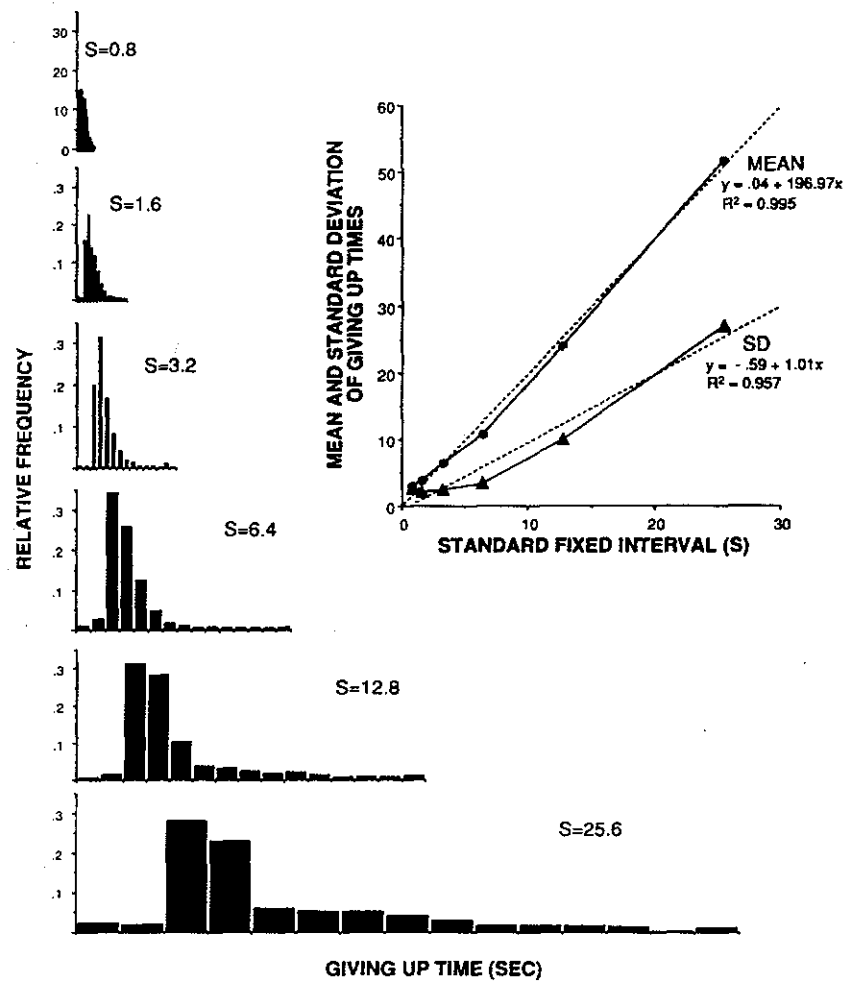 30
20
10
0
S=0.8
.3
.2
.1
S=1.6
.3
.2
.1
S=3.2
.3
.2
.1
S=6.4
.3
.2
.1
S=12.8
.3
.2
.1
S=25.6
RELATIVE FREQUENCY
GIVING UP TIME (SEC)
MEAN AND STANDARD DEVIATION
OF GIVING UP TIMES
60
50
40
30
20
10
0
0 10 20 30
STANDARD FIXED INTERVAL (S)
MEAN
y = .04 + 196.97x
R² = 0.995
SD
y = - .59 + 1.01x
R² = 0.957